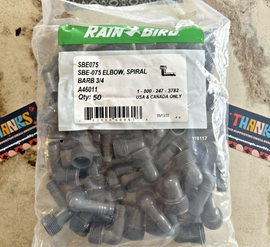 RAIN BIRD
SBE075
SBE-075 ELBOW, SPIRAL
BARB 3/4
A46011
Qty: 50
1 - 800 - 247 - 3782
USA & CANADA ONLY
THANKS
THANKS